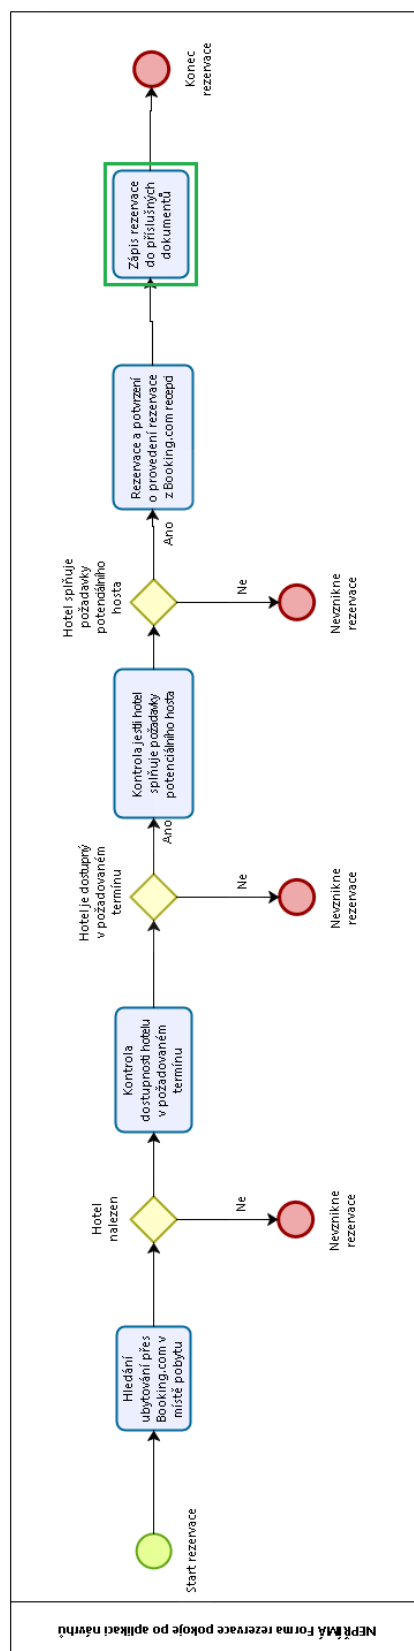 NEPŘÍMÁ Forma rezervace pokoje po aplikaci návrhů
Start rezervace
Hledání
ubytování přes
Booking.com v
místě pobytu
Hotel
nalezen
Ne
Nevznikne
rezervace
Kontrola
dostupnosti hotelu
v požadovaném
termínu
Hotel je dostupný
v požadovaném
termínu
Ne
Nevznikne
rezervace
Ano
Kontrola jestli hotel
splňuje požadavky
potenciálního hosta
Hotel splňuje
požadavky
potenciálního
hosta
Ne
Nevznikne
rezervace
Ano
Rezervace a potvrzení
o provedení rezervace
z Booking.com recepci
Zápis rezervace
do příslušných
dokumentů
Konec
rezervace